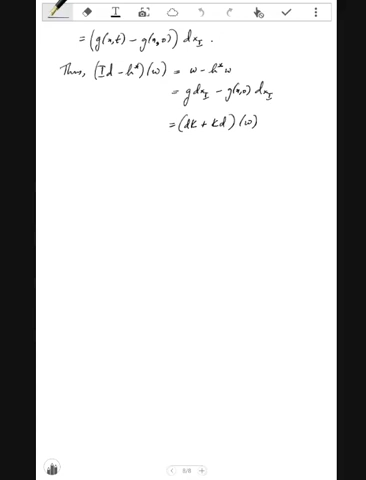 = (g(x,t) - g(x,0)) dx_I .
Thus, (Id - h*)(w) = w - h*w
= g dx_I - g(x,0) dx_I
= (dK + Kd)(w)
8/8